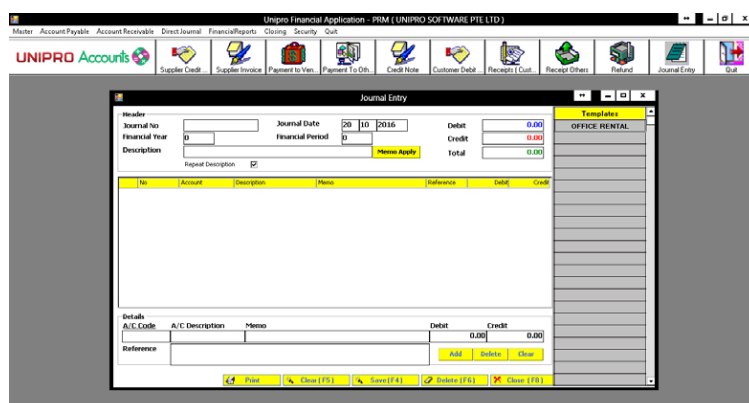 Unipro Financial Application - PRM ( UNIPRO SOFTWARE PTE LTD )
Master Account Payable Account Receivable Direct Journal FinancialReports Closing Security Quit
UNIPRO Accounts
Supplier Credit ... Supplier Invoice Payment to Ven... Payment To Oth... Credit Note Customer Debit ... Receipts ( Cust... Receipt Others Refund Journal Entry Quit
Journal Entry
Header
Journal No Journal Date 20 10 2016 Debit 0.00
Financial Year 0 Financial Period 0 Credit 0.00
Description Memo Apply Total 0.00
Repeat Description
Templates
OFFICE RENTAL
No Account Description Memo Reference Debit Credit
Details
A/C Code A/C Description Memo Debit Credit
0.00 0.00
Reference
Add Delete Clear
Print Clear ( F5 ) Save ( F4 ) Delete ( F6 ) Close ( F8 )